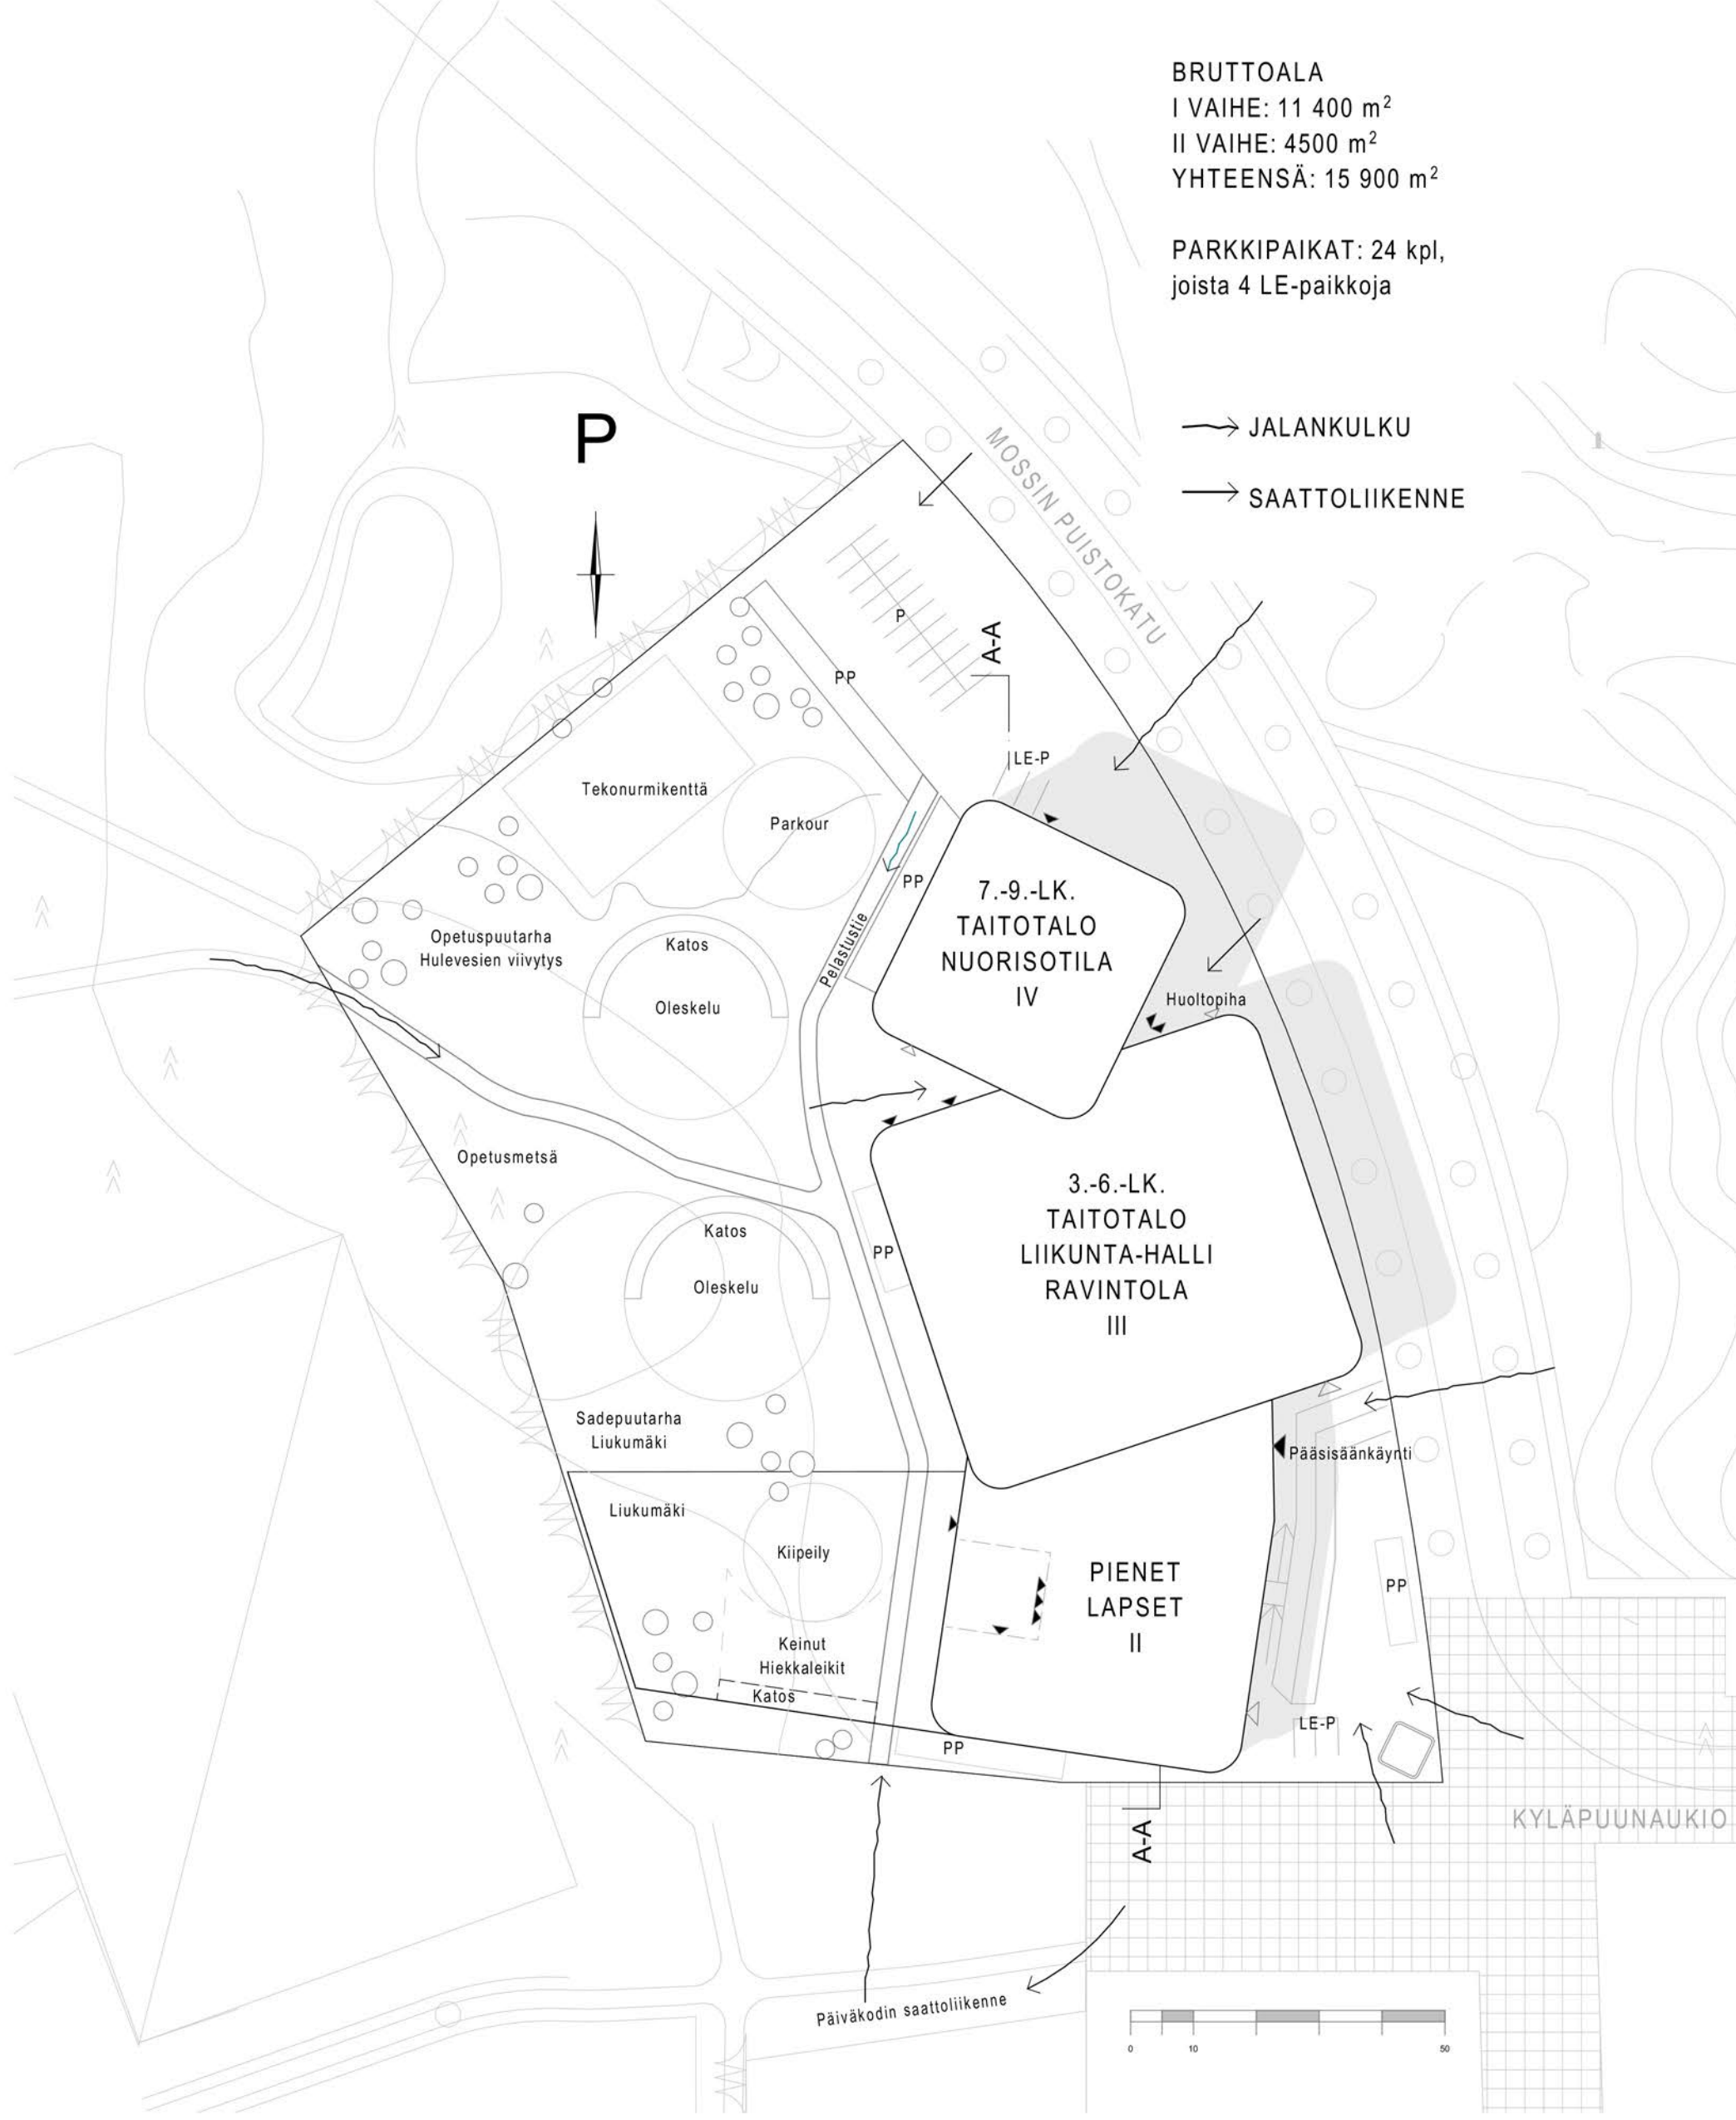 BRUTTOALA
I VAIHE: 11 400 m²
II VAIHE: 4500 m²
YHTEENSÄ: 15 900 m²
PARKKIPAIKAT: 24 kpl,
joista 4 LE-paikkoja
JALANKULKU
SAATTOLIIKENNE
P
MOSSIN PUISTOKATU
P
A-A
PP
LE-P
Tekonurmikenttä
Parkour
PP
Pelastustie
7.-9.-LK.
TAITOTALO
NUORISOTILA
IV
Opetuspuutarha
Hulevesien viivytys
Katos
Oleskelu
Huoltopiha
Opetusmetsä
3.-6.-LK.
TAITOTALO
LIIKUNTA-HALLI
RAVINTOLA
III
Katos
Oleskelu
PP
Sadepuutarha
Liukumäki
Pääsisäänkäynti
Liukumäki
Kiipeily
PIENET
LAPSET
II
PP
Keinut
Hiekkaleikit
Katos
PP
LE-P
KYLÄPUUNAUKIO
A-A
Päiväkodin saattoliikenne
0 10 50